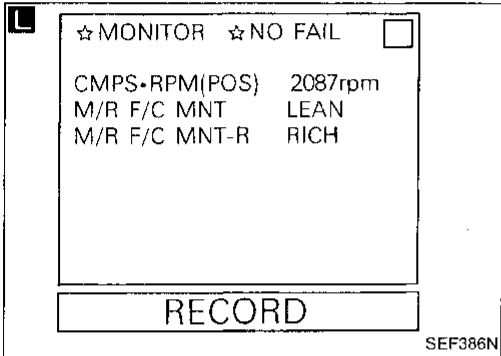 L
☆MONITOR ☆NO FAIL
CMPS•RPM(POS) 2087rpm
M/R F/C MNT LEAN
M/R F/C MNT-R RICH
RECORD
SEF386N